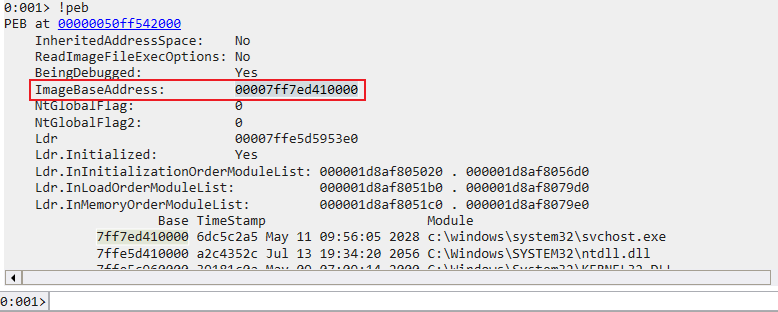 0:001> !peb
PEB at 00000050ff542000
InheritedAddressSpace: No
ReadImageFileExecOptions: No
BeingDebugged: Yes
ImageBaseAddress: 00007ff7ed410000
NtGlobalFlag: 0
NtGlobalFlag2: 0
Ldr 00007ffe5d5953e0
Ldr.Initialized: Yes
Ldr.InInitializationOrderModuleList: 000001d8af805020 . 000001d8af8056d0
Ldr.InLoadOrderModuleList: 000001d8af8051b0 . 000001d8af8079d0
Ldr.InMemoryOrderModuleList: 000001d8af8051c0 . 000001d8af8079e0
Base TimeStamp Module
7ff7ed410000 6dc5c2a5 May 11 09:56:05 2028 c:\windows\system32\svchost.exe
7ffe5d410000 a2c4352c Jul 13 19:34:20 2056 C:\Windows\SYSTEM32\ntdll.dll
0:001>